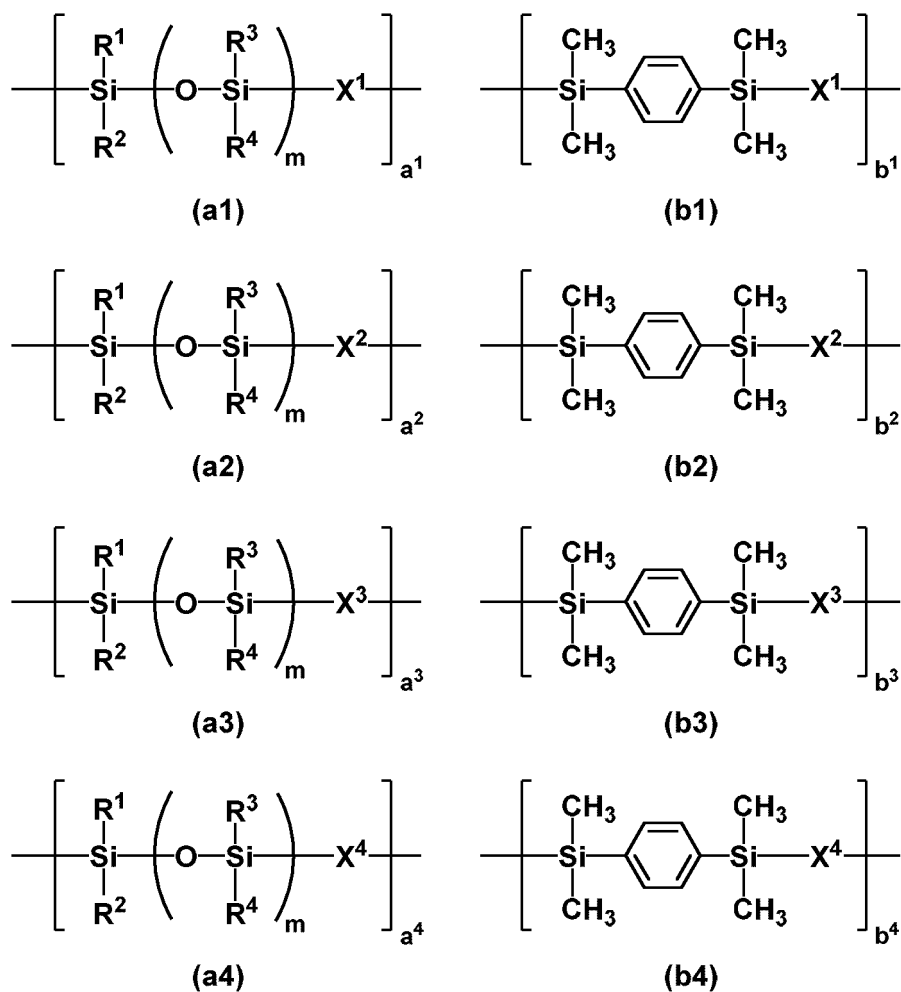 R¹ R³ CH₃ CH₃
Si O Si X¹ Si Si X¹
R² R⁴ m a¹ CH₃ CH₃ b¹
(a1) (b1)
R¹ R³ CH₃ CH₃
Si O Si X² Si Si X²
R² R⁴ m a² CH₃ CH₃ b²
(a2) (b2)
R¹ R³ CH₃ CH₃
Si O Si X³ Si Si X³
R² R⁴ m a³ CH₃ CH₃ b³
(a3) (b3)
R¹ R³ CH₃ CH₃
Si O Si X⁴ Si Si X⁴
R² R⁴ m a⁴ CH₃ CH₃ b⁴
(a4) (b4)